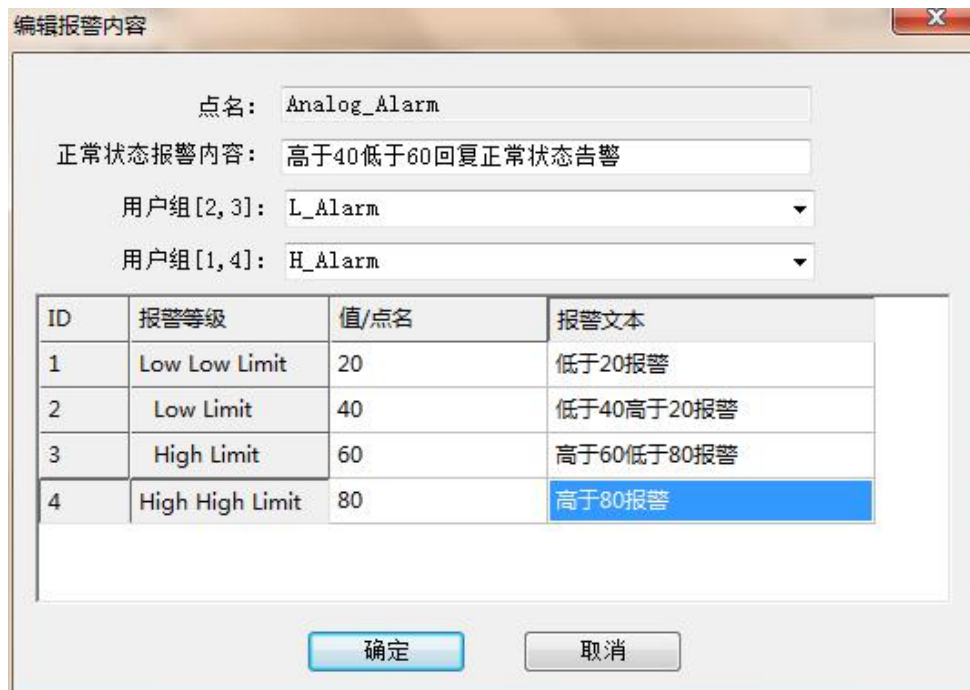 编辑报警内容
点名： Analog_Alarm
正常状态报警内容： 高于40低于60回复正常状态告警
用户组[2,3]： L_Alarm
用户组[1,4]： H_Alarm
ID 报警等级 值/点名 报警文本
1 Low Low Limit 20 低于20报警
2 Low Limit 40 低于40高于20报警
3 High Limit 60 高于60低于80报警
4 High High Limit 80 高于80报警
确定 取消